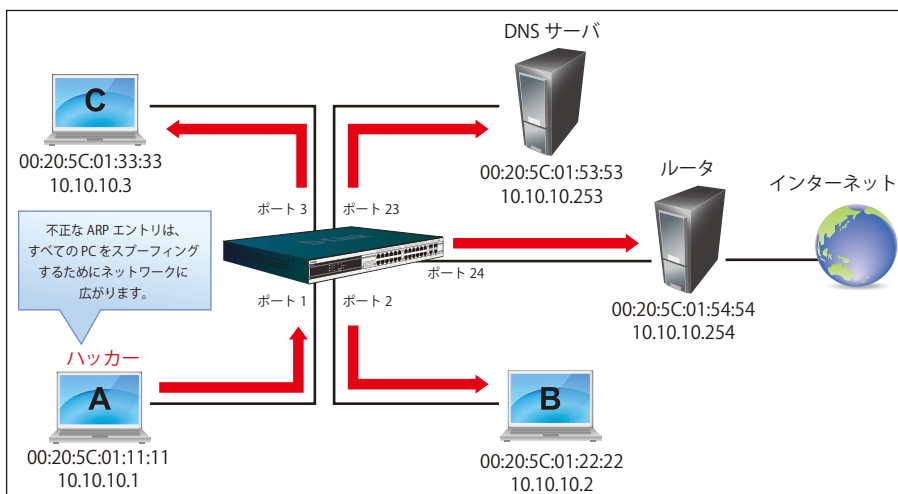 DNS サーバ
C
00:20:5C:01:33:33
10.10.10.3
00:20:5C:01:53:53
10.10.10.253
ルータ
インターネット
ポート 3
ポート 23
不正な ARP エントリは、
すべての PC をスプーフィング
するためにネットワークに
広がります。
D-Link
ポート 24
ポート 1
ポート 2
00:20:5C:01:54:54
10.10.10.254
ハッカー
A
B
00:20:5C:01:11:11
10.10.10.1
00:20:5C:01:22:22
10.10.10.2